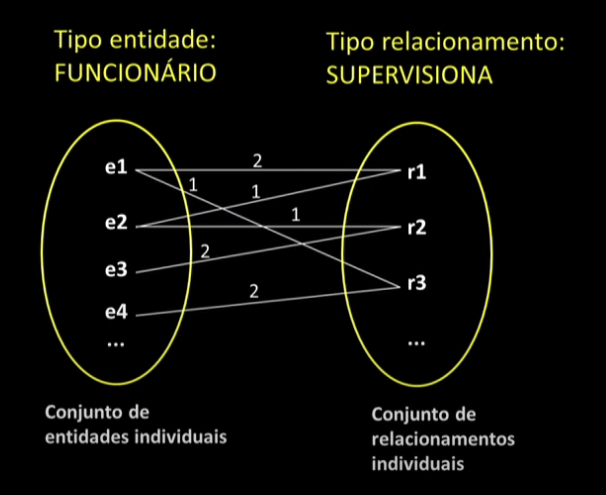 Tipo entidade:
FUNCIONÁRIO
Tipo relacionamento:
SUPERVISIONA
e1
2
r1
1
1
e2
1
r2
2
e3
r3
2
e4
...
...
Conjunto de
entidades individuais
Conjunto de
relacionamentos
individuais